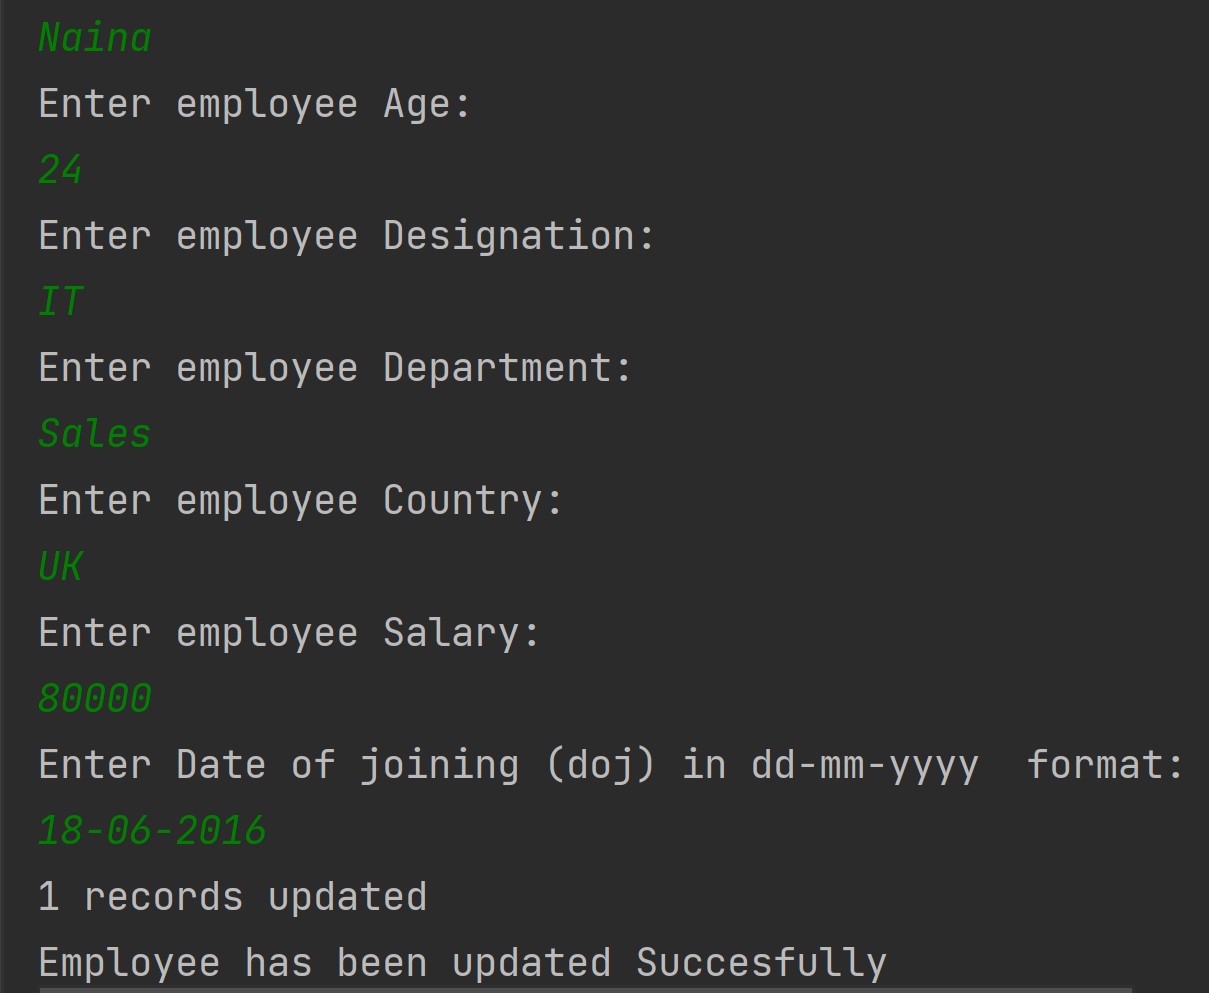 Naina
Enter employee Age:
24
Enter employee Designation:
IT
Enter employee Department:
Sales
Enter employee Country:
UK
Enter employee Salary:
80000
Enter Date of joining (doj) in dd-mm-yyyy  format:
18-06-2016
1 records updated
Employee has been updated Succesfully